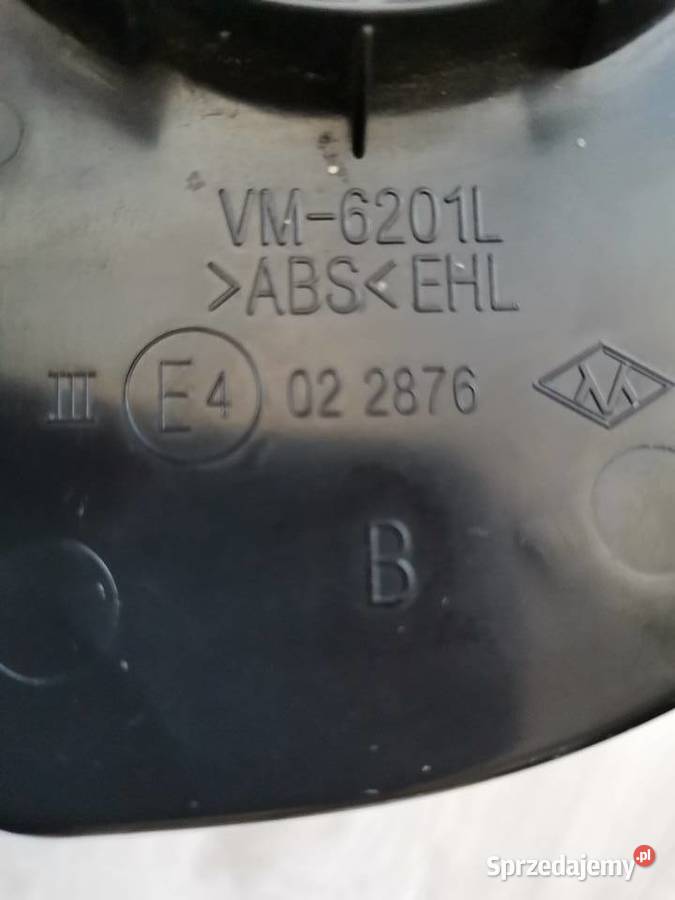 VM-6201L
>ABS< EHL
III E4 02 2876
B
Sprzedajemy.pl